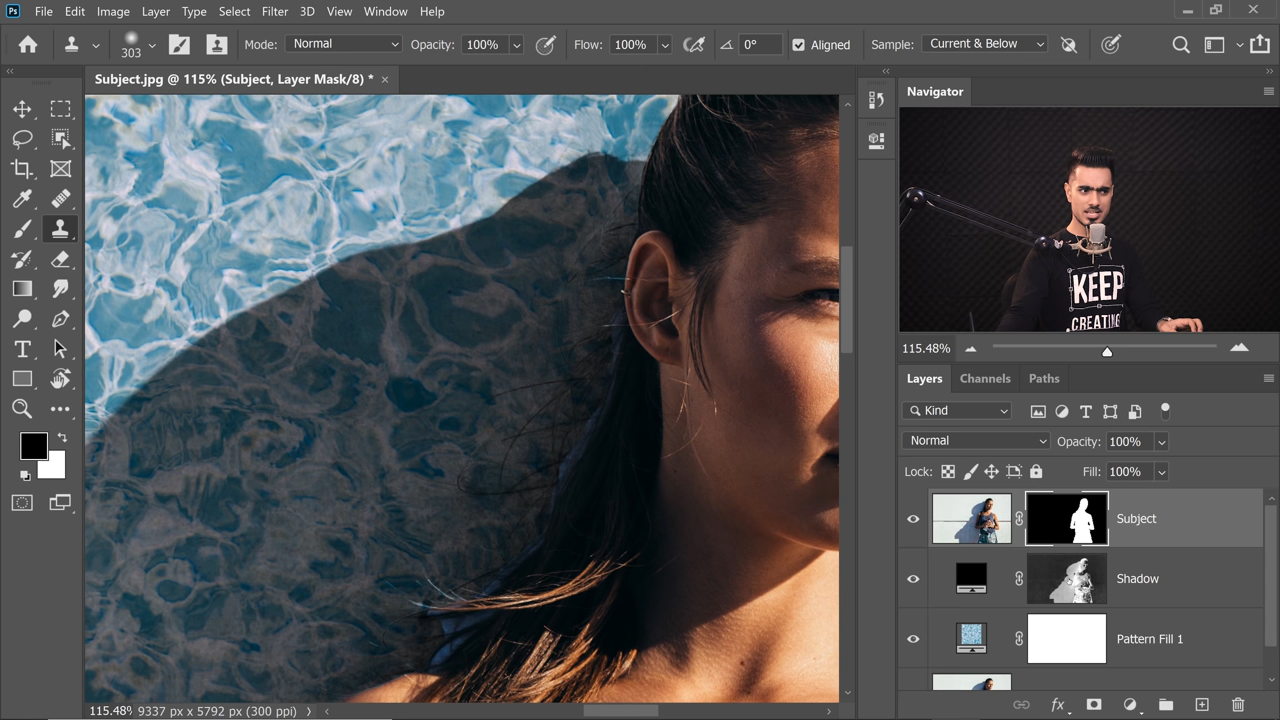 Ps File Edit Image Layer Type Select Filter 3D View Window Help
303 Mode: Normal Opacity: 100% Flow: 100% 0° Aligned Sample: Current & Below
Subject.jpg @ 115% (Subject, Layer Mask/8) * ×
Navigator
KEEP
CREATING
115.48%
Layers Channels Paths
Kind
Normal Opacity: 100%
Lock: Fill: 100%
Subject
Shadow
Pattern Fill 1
fx
115.48% 9337 px x 5792 px (300 ppi)